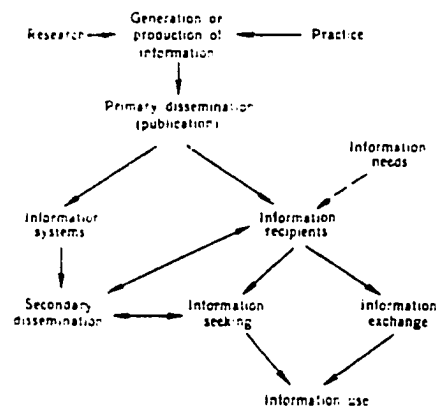 Generation or
Research
production of
Practice
information
Primary dissemination
(publication)
Information
needs
Information
systems
Information
recipients
Secondary
dissemination
Information
seeking
Information
exchange
Information use